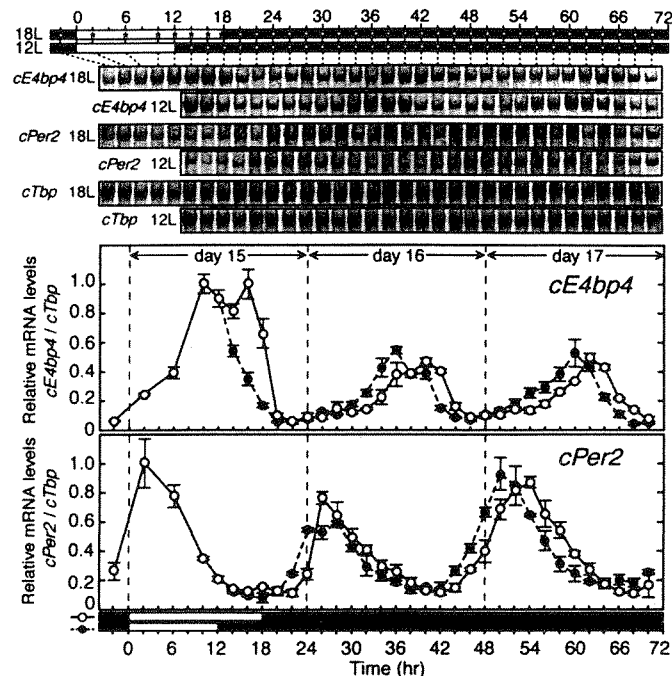 18L
12L
0 6 12 18 24 30 36 42 48 54 60 66 72
cE4bp4 18L
cE4bp4 12L
cPer2 18L
cPer2 12L
cTbp 18L
cTbp 12L
day 15 day 16 day 17
cE4bp4
Relative mRNA levels
cE4bp4 / cTbp
1.0
0.8
0.6
0.4
0.2
0
cPer2
Relative mRNA levels
cPer2 / cTbp
1.0
0.8
0.6
0.4
0.2
0
0 6 12 18 24 30 36 42 48 54 60 66 72
Time (hr)